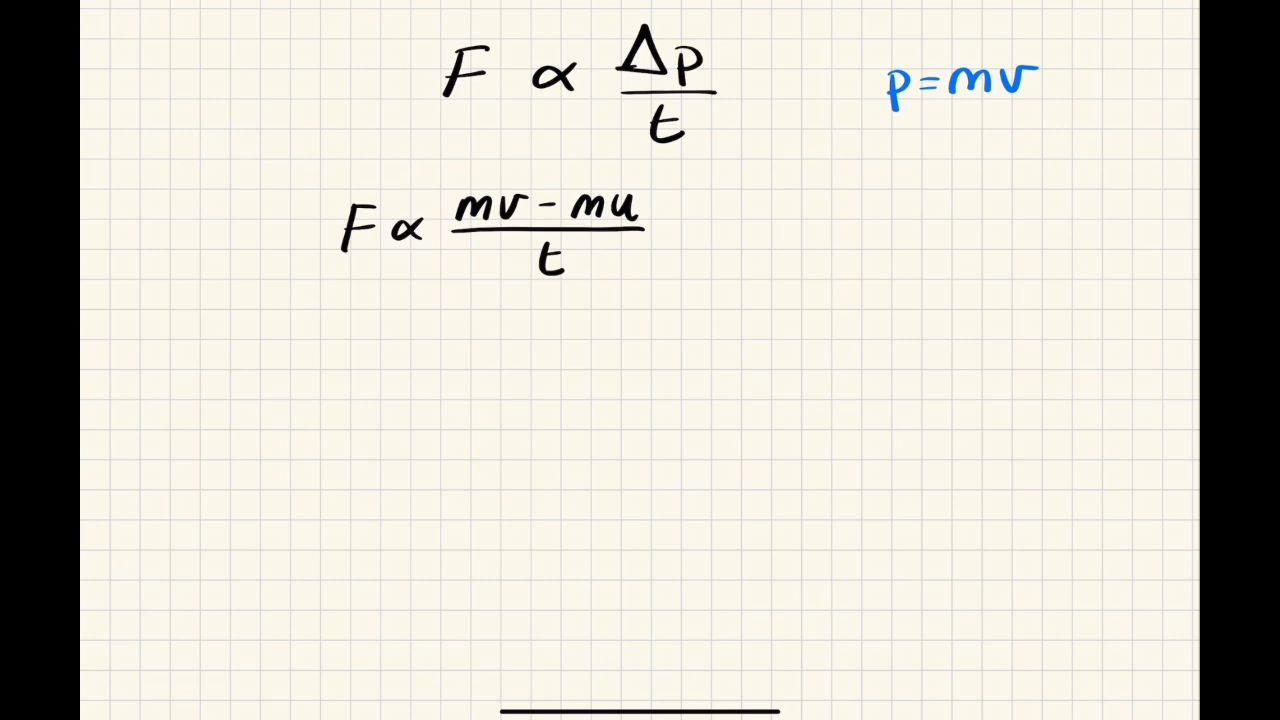 F ∝ Δp/t
p = mv
F ∝ mv - mu/t